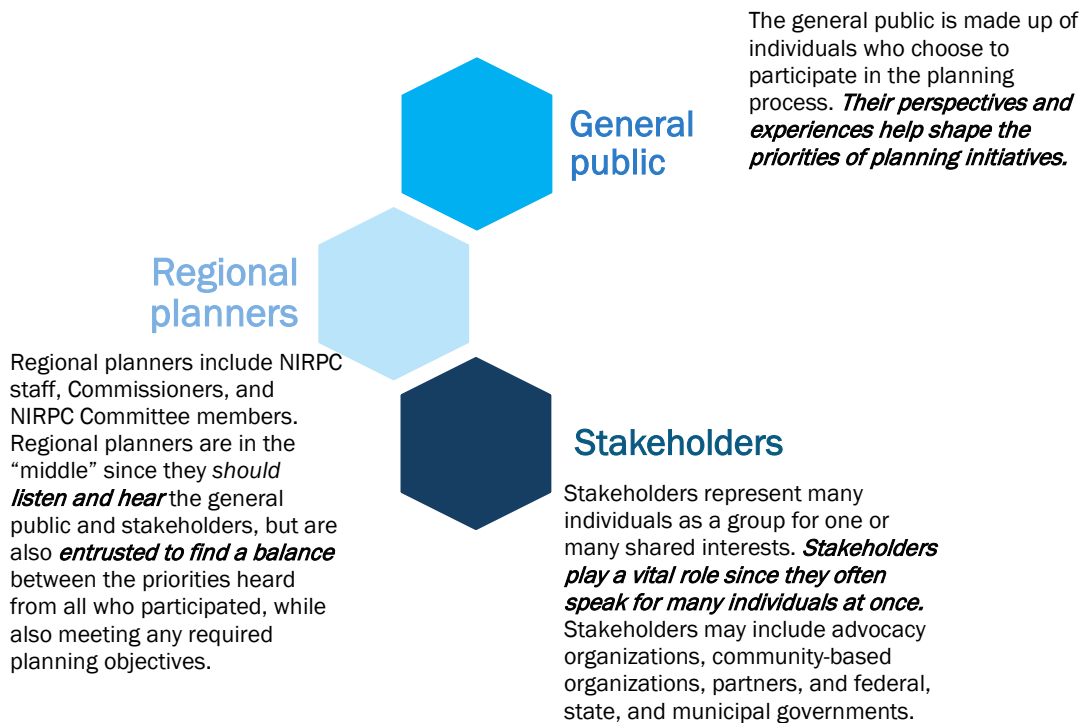 The general public is made up of
individuals who choose to
participate in the planning
process. Their perspectives and
experiences help shape the
priorities of planning initiatives.
General
public
Regional
planners
Regional planners include NIRPC
staff, Commissioners, and
NIRPC Committee members.
Regional planners are in the
“middle” since they should
listen and hear the general
public and stakeholders, but are
also entrusted to find a balance
between the priorities heard
from all who participated, while
also meeting any required
planning objectives.
Stakeholders
Stakeholders represent many
individuals as a group for one or
many shared interests. Stakeholders
play a vital role since they often
speak for many individuals at once.
Stakeholders may include advocacy
organizations, community-based
organizations, partners, and federal,
state, and municipal governments.